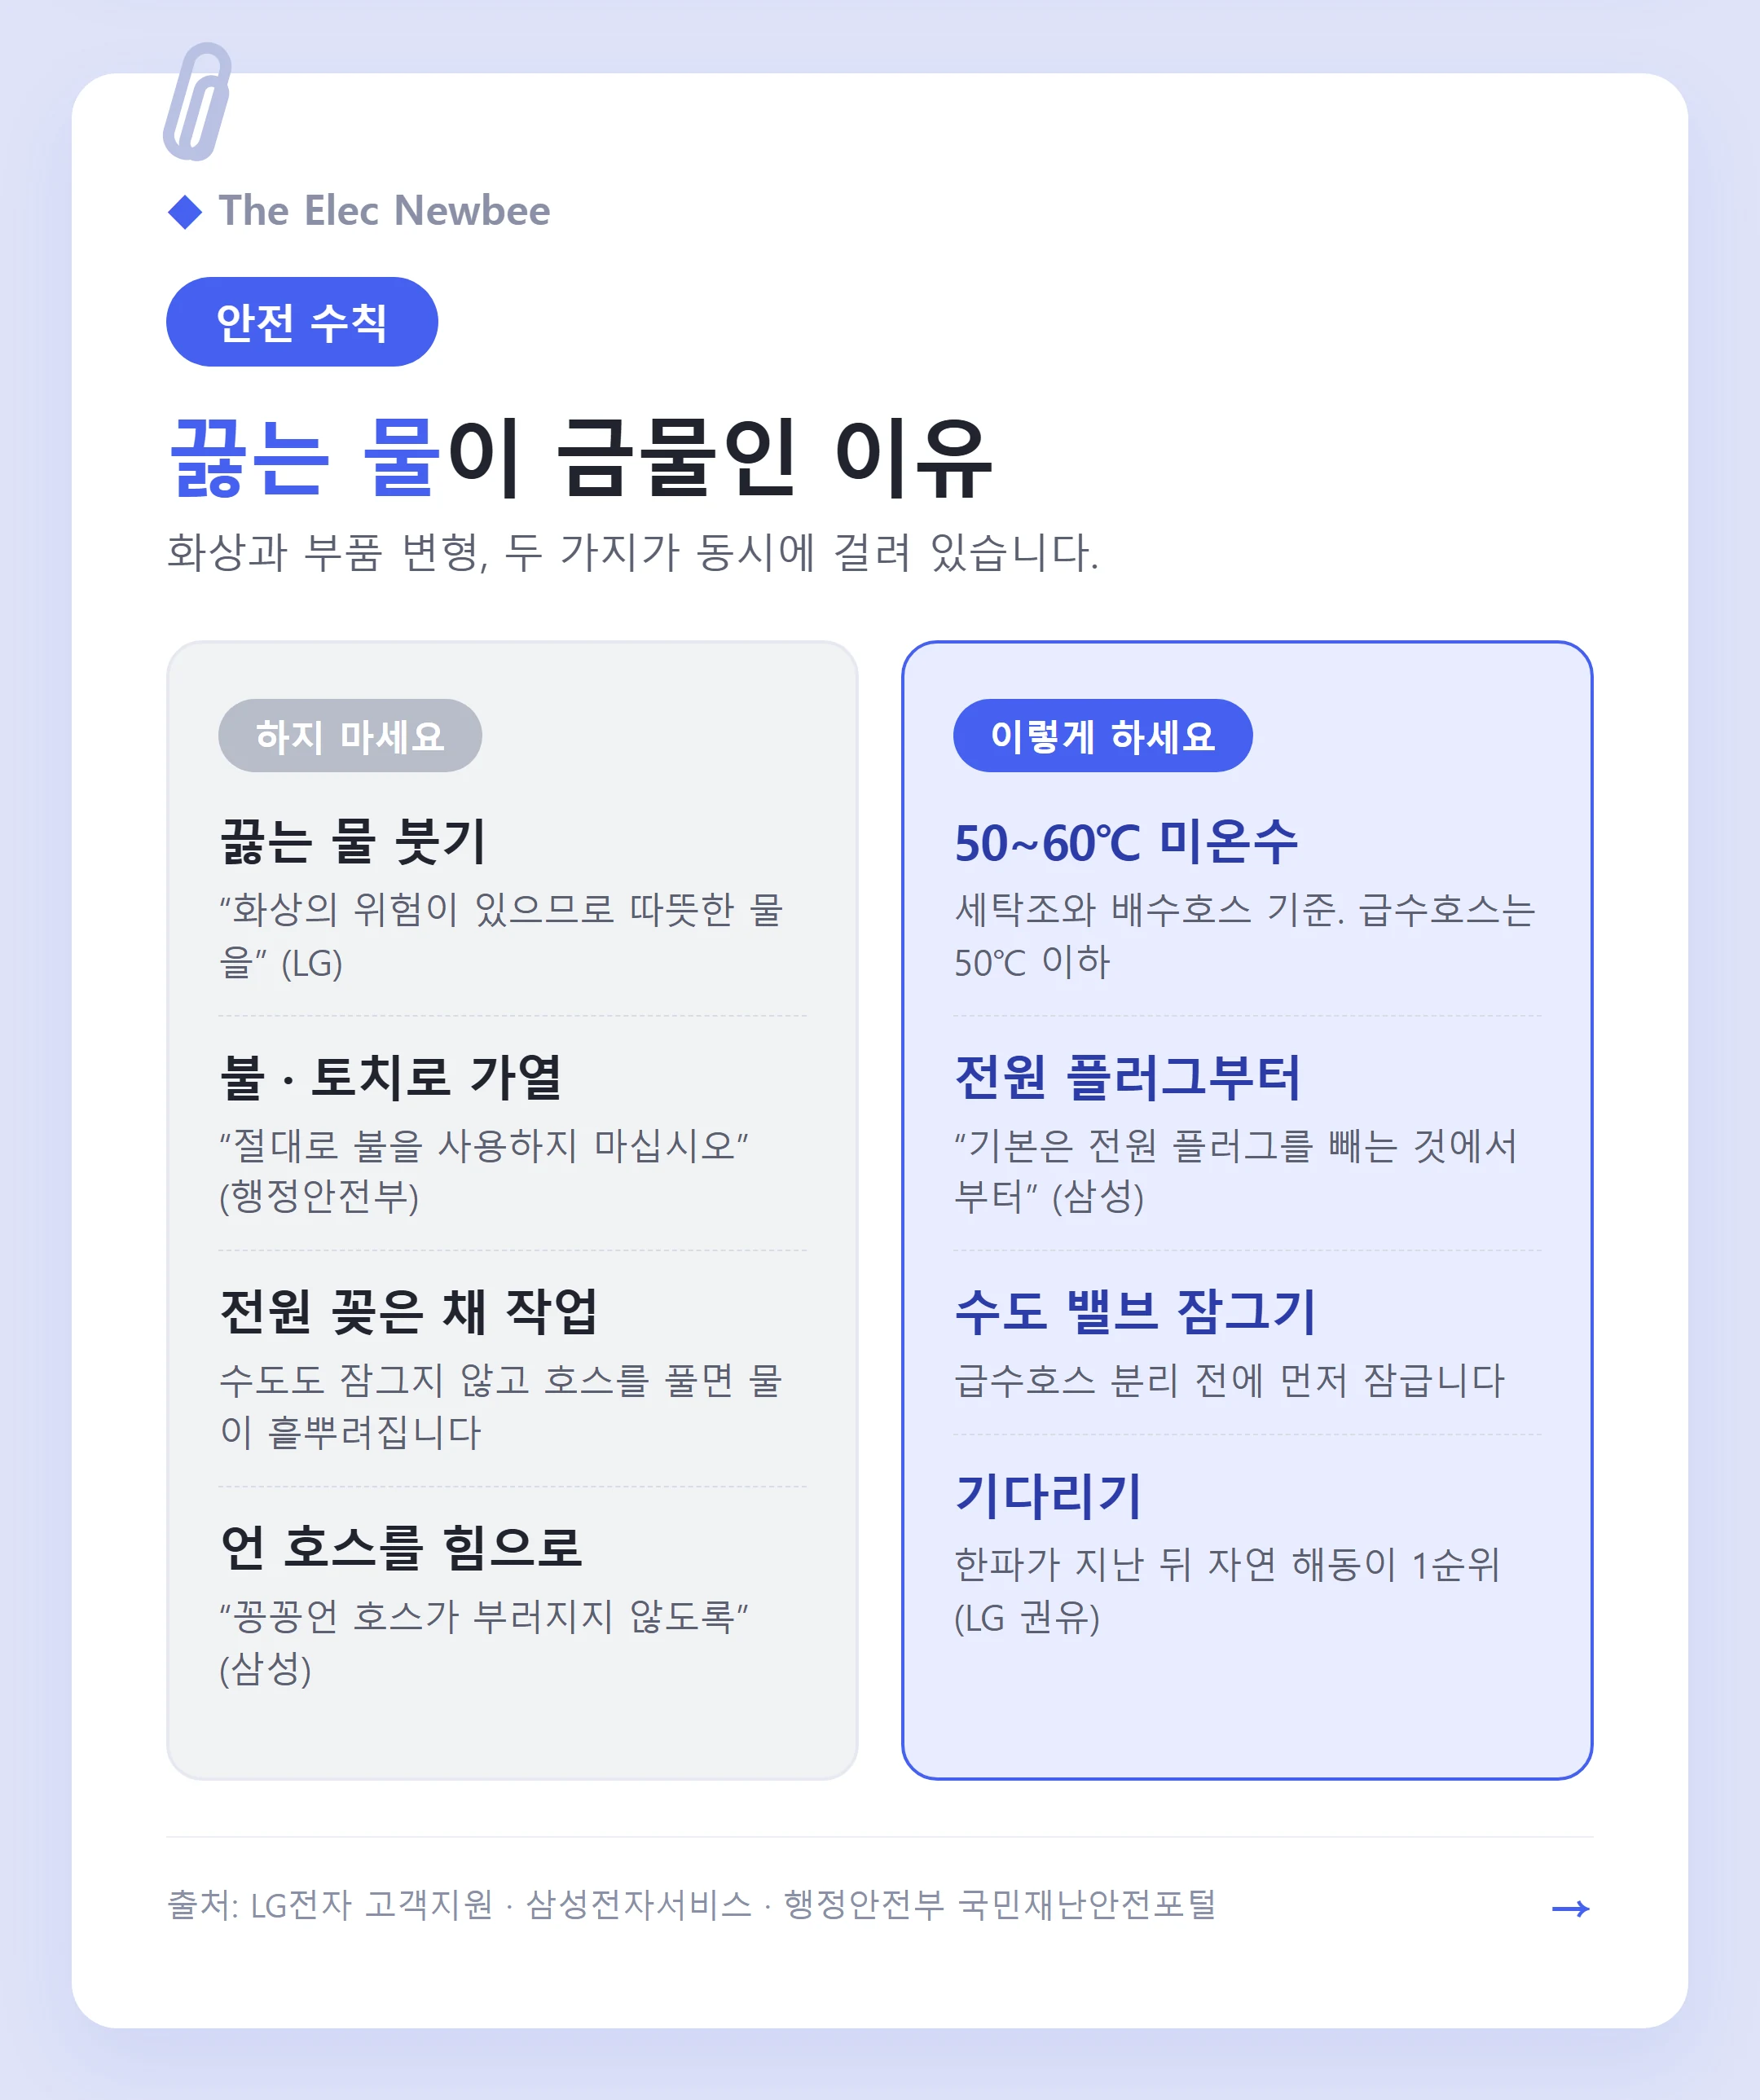 ◆ The Elec Newbee
안전 수칙
끓는 물이 금물인 이유
화상과 부품 변형, 두 가지가 동시에 걸려 있습니다.
하지 마세요
끓는 물 붓기
“화상의 위험이 있으므로 따뜻한 물
을” (LG)
불 · 토치로 가열
“절대로 불을 사용하지 마십시오”
(행정안전부)
전원 꽂은 채 작업
수도도 잠그지 않고 호스를 풀면 물
이 흩뿌려집니다
언 호스를 힘으로
“꽁꽁언 호스가 부러지지 않도록”
(삼성)
이렇게 하세요
50~60℃ 미온수
세탁조와 배수호스 기준. 급수호스는
50℃ 이하
전원 플러그부터
“기본은 전원 플러그를 빼는 것에서
부터” (삼성)
수도 밸브 잠그기
급수호스 분리 전에 먼저 잠급니다
기다리기
한파가 지난 뒤 자연 해동이 1순위
(LG 권유)
출처: LG전자 고객지원 · 삼성전자서비스 · 행정안전부 국민재난안전포털
→